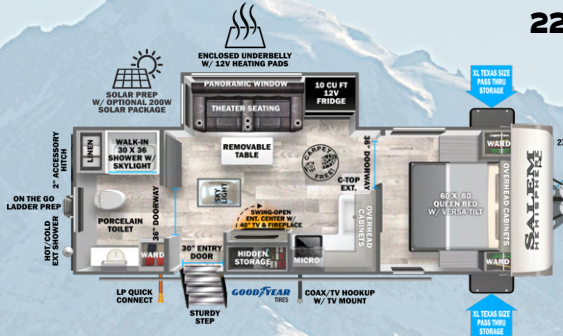 22
ENCLOSED UNDERBELLY
W/ 12V HEATING PADS
SOLAR PREP
W/ OPTIONAL 200W
SOLAR PACKAGE
PANORAMIC WINDOW
THEATER SEATING
10 CU FT
12V
FRIDGE
XL TEXAS SIZE
PASS THRU
STORAGE
2" ACCESSORY
HITCH
LINEN
WALK-IN
30 X 36
SHOWER W/
SKYLIGHT
REMOVABLE
TABLE
CARPET
FREE!
36" DOORWAY
WARD
C-TOP
EXT.
ON THE GO
LADDER PREP
PORCELAIN
TOILET
36" DOORWAY
SKY
LIGHT
60 X 80
QUEEN BED
W/ VERSA TILT
OVERHEAD CABINETS
SALEM
HEMISPHERE
HOT/COLD
EXT SHOWER
SWING-OPEN
ENT. CENTER W/
40" TV & FIREPLACE
OVERHEAD
CABINETS
WARD
30" ENTRY
DOOR
HIDDEN
STORAGE
MICRO
WARD
LP QUICK
CONNECT
STURDY
STEP
GOODYEAR
TIRES
COAX/TV HOOKUP
W/ TV MOUNT
XL TEXAS SIZE
PASS THRU
STORAGE